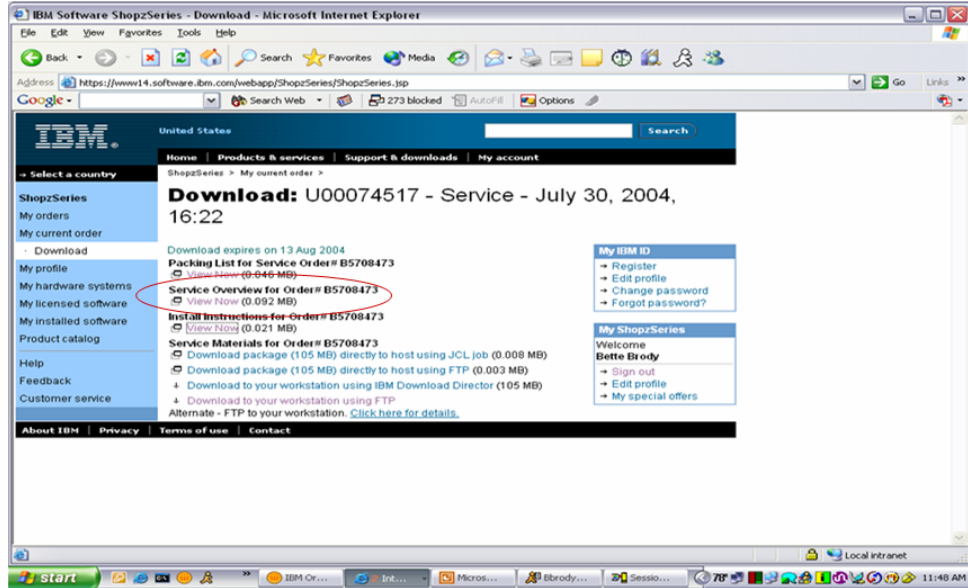 IBM Software ShopzSeries - Download - Microsoft Internet Explorer
File Edit View Favorites Tools Help
Back Search Favorites Media
Address https://www14.software.ibm.com/webapp/ShopzSeries/ShopzSeries.jsp Go Links »
Google Search Web 273 blocked AutoFill Options
IBM United States Search
Home | Products & services | Support & downloads | My account
Select a country
ShopzSeries > My current order >
ShopzSeries
My orders
My current order
Download
My profile
My hardware systems
My licensed software
My installed software
Product catalog
Help
Feedback
Customer service
Download: U00074517 - Service - July 30, 2004,
16:22
Download expires on 13 Aug 2004
Packing List for Service Order# B5708473
View Now (0.046 MB)
Service Overview for Order# B5708473
View Now (0.092 MB)
Install Instructions for Order# B5708473
View Now (0.021 MB)
Service Materials for Order# B5708473
Download package (105 MB) directly to host using JCL job (0.008 MB)
Download package (105 MB) directly to host using FTP (0.003 MB)
Download to your workstation using IBM Download Director (105 MB)
Download to your workstation using FTP
Alternate - FTP to your workstation. Click here for details.
My IBM ID
Register
Edit profile
Change password
Forgot password?
My ShopzSeries
Welcome
Bette Brody
Sign out
Edit profile
My special offers
About IBM | Privacy | Terms of use | Contact
Local intranet
start » IBM Or... Int... Micros... Bbrody... Sessio... 78° 11:48 AM